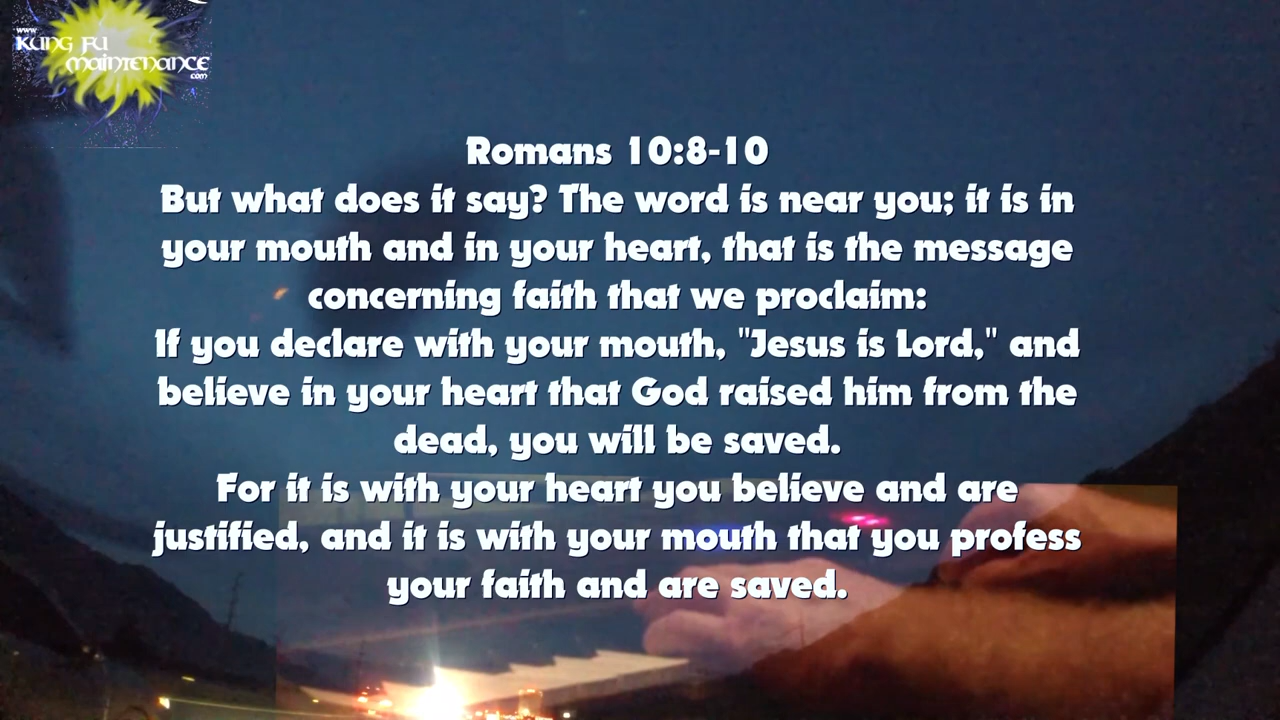 www
KUNG FU
MAINTENANCE
.com
Romans 10:8-10
But what does it say? The word is near you; it is in
your mouth and in your heart, that is the message
concerning faith that we proclaim:
If you declare with your mouth, "Jesus is Lord," and
believe in your heart that God raised him from the
dead, you will be saved.
For it is with your heart you believe and are
justified, and it is with your mouth that you profess
your faith and are saved.